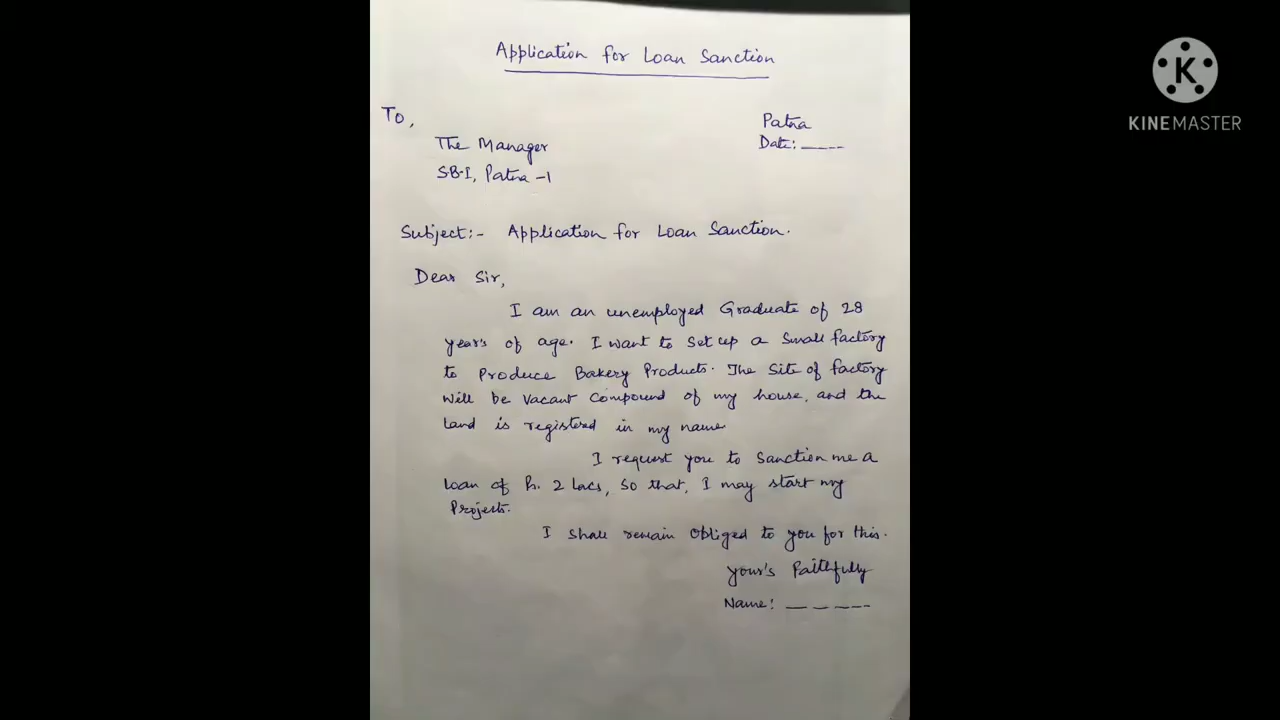 Application for Loan Sanction
To,
Patna
Date: _____
The Manager
S.B.I, Patna -1
Subject:- Application for Loan Sanction.
Dear Sir,
I am an unemployed Graduate of 28
year's of age. I want to set up a small factory
to Produce Bakery Products. The Site of factory
will be vacant compound of my house, and the
land is registered in my name
I request you to Sanction me a
loan of Rs. 2 Lacs, so that, I may start my
Projects.
I shall remain obliged to you for this.
your's Faithfully
Name: _ _ _ _ _
K
KINEMASTER